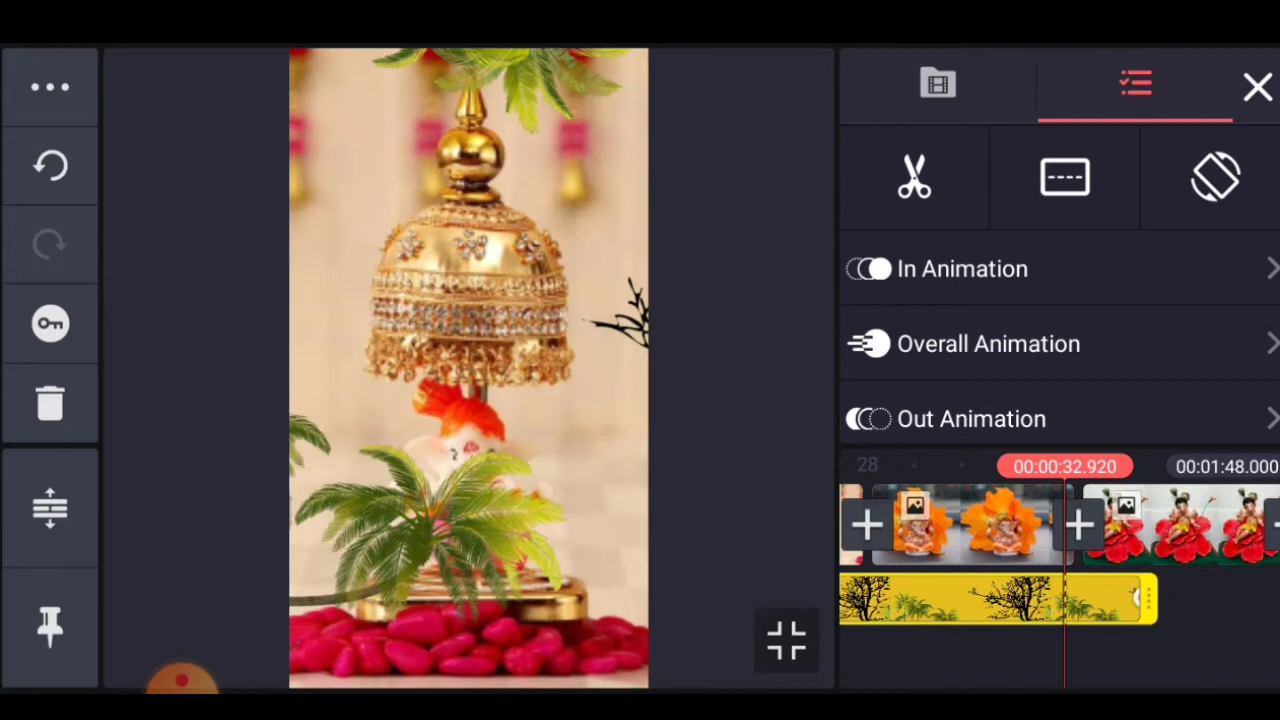 In Animation
Overall Animation
Out Animation
28
00:00:32.920
00:01:48.000